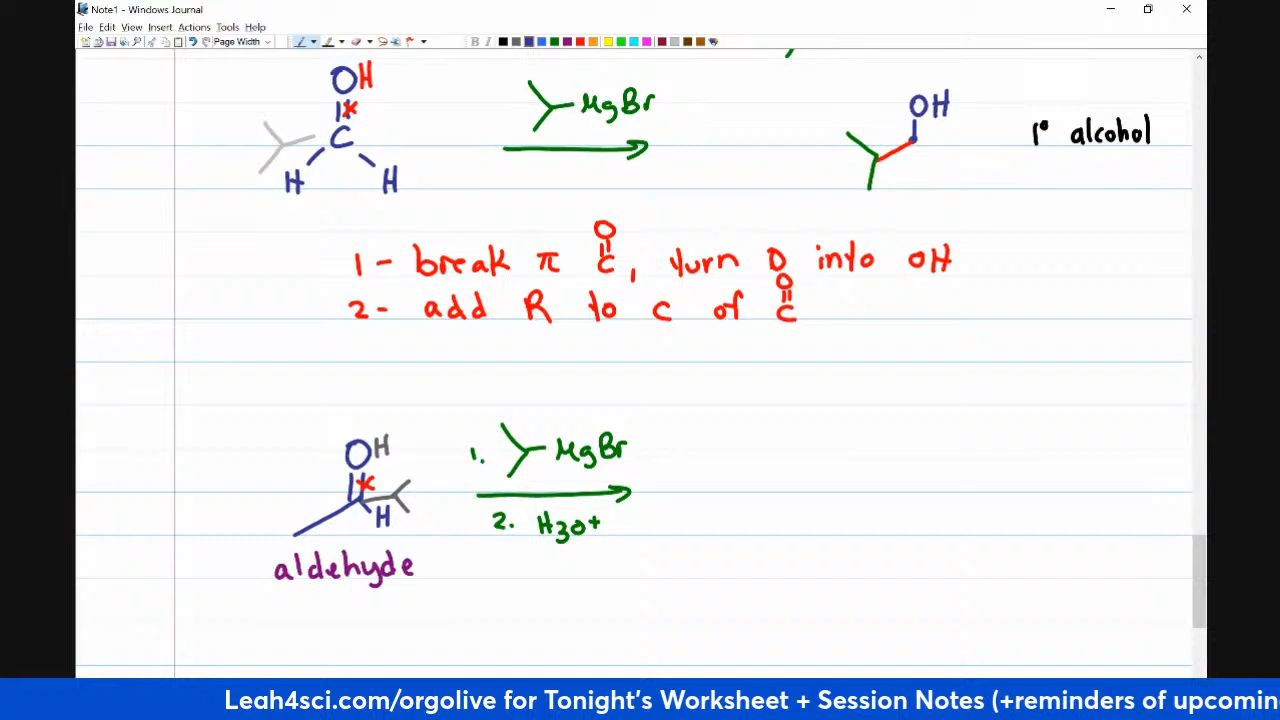 Note1 - Windows Journal
File Edit View Insert Actions Tools Help
Page Width
B I
OH
C
H H
MgBr
OH
1° alcohol
O
1 - break π C, turn O into OH
O
2 - add R to C of C
OH
H
aldehyde
1. MgBr
2. H3O+
Leah4sci.com/orgolive for Tonight's Worksheet + Session Notes (+reminders of upcomin